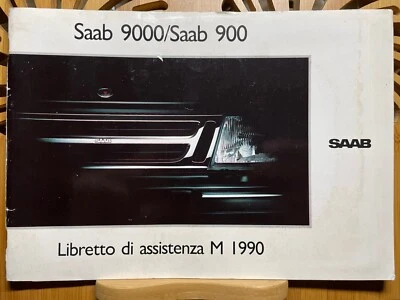 Saab 9000/Saab 900
SAAB
SAAB
Libretto di assistenza M 1990